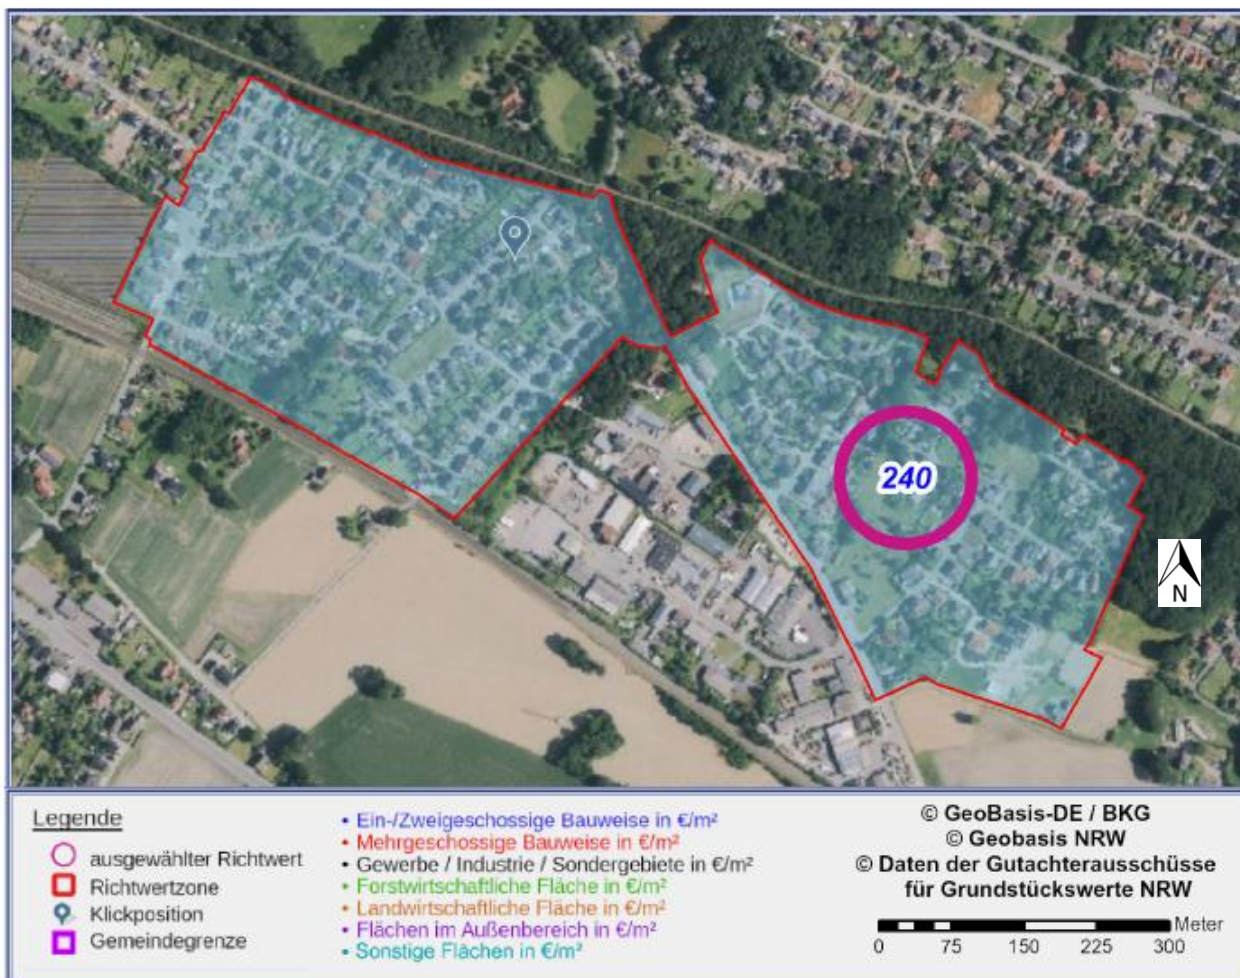 240
N
Legende
ausgewählter Richtwert
Richtwertzone
Klickposition
Gemeindegrenze
• Ein-/Zweigeschossige Bauweise in €/m²
• Mehrgeschossige Bauweise in €/m²
• Gewerbe / Industrie / Sondergebiete in €/m²
• Forstwirtschaftliche Fläche in €/m²
• Landwirtschaftliche Fläche in €/m²
• Flächen im Außenbereich in €/m²
• Sonstige Flächen in €/m²
© GeoBasis-DE / BKG
© Geobasis NRW
© Daten der Gutachterausschüsse
für Grundstückswerte NRW
Meter
0 75 150 225 300